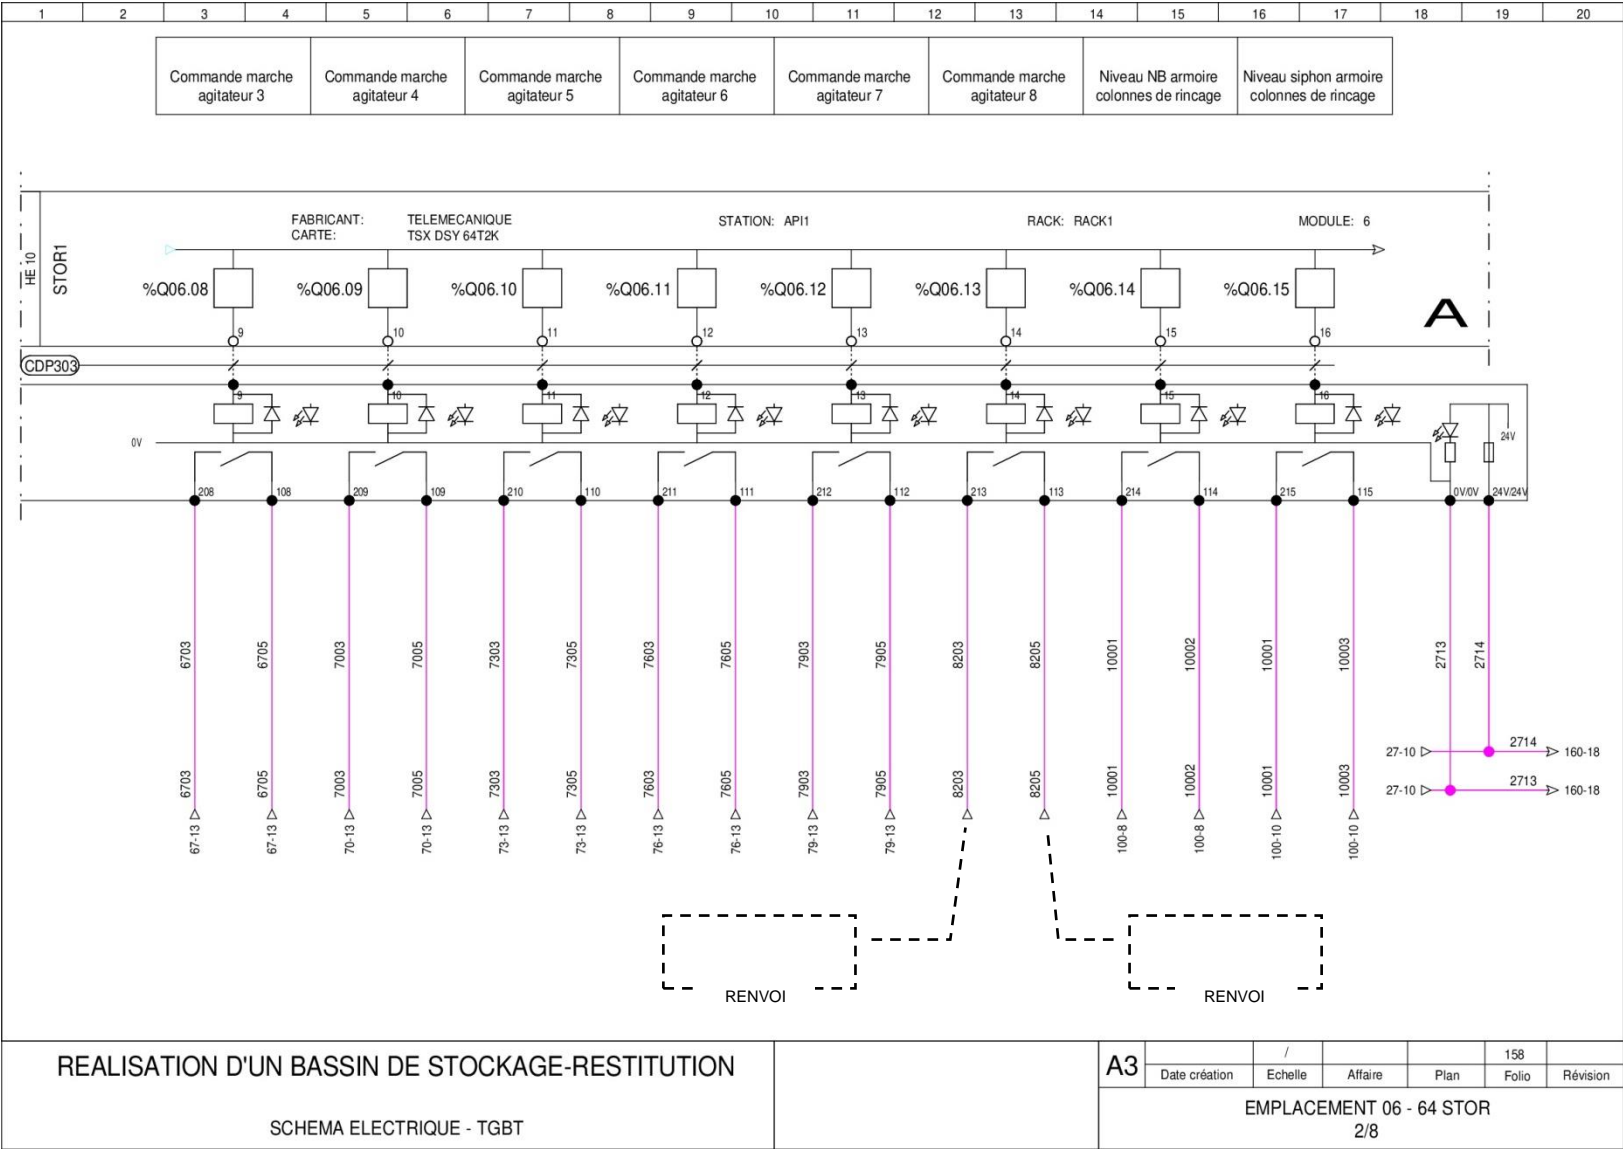 1 2 3 4 5 6 7 8 9 10 11 12 13 14 15 16 17 18 19 20
Commande marche agitateur 3
Commande marche agitateur 4
Commande marche agitateur 5
Commande marche agitateur 6
Commande marche agitateur 7
Commande marche agitateur 8
Niveau NB armoire colonnes de rincage
Niveau siphon armoire colonnes de rincage
HE 10
STOR1
FABRICANT: TELEMECANIQUE STATION: API1 RACK: RACK1 MODULE: 6
CARTE: TSX DSY 64T2K
%Q06.08 %Q06.09 %Q06.10 %Q06.11 %Q06.12 %Q06.13 %Q06.14 %Q06.15
A
9 10 11 12 13 14 15 16
CDP303
9 10 11 12 13 14 15 16
0V 24V
208 108 209 109 210 110 211 111 212 112 213 113 214 114 215 115 0V/0V 24V/24V
6703 6705 7003 7005 7303 7305 7603 7605 7903 7905 8203 8205 10001 10002 10001 10003 2713 2714
27-10 2714 160-18
27-10 2713 160-18
6703 6705 7003 7005 7303 7305 7603 7605 7903 7905 8203 8205 10001 10002 10001 10003
67-13 67-13 70-13 70-13 73-13 73-13 76-13 76-13 79-13 79-13 100-8 100-8 100-10 100-10
RENVOI RENVOI
REALISATION D'UN BASSIN DE STOCKAGE-RESTITUTION
SCHEMA ELECTRIQUE - TGBT
A3
/ 158
Date création Echelle Affaire Plan Folio Révision
EMPLACEMENT 06 - 64 STOR
2/8